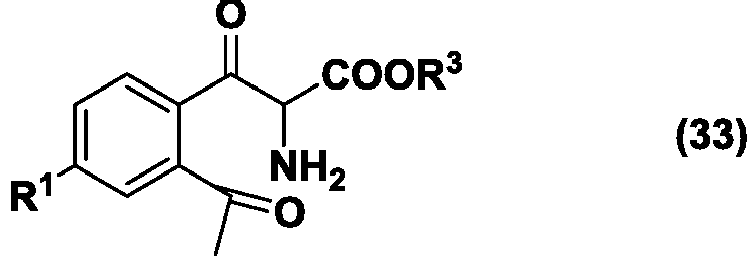 O
COOR³
NH₂
(33)
R¹
O